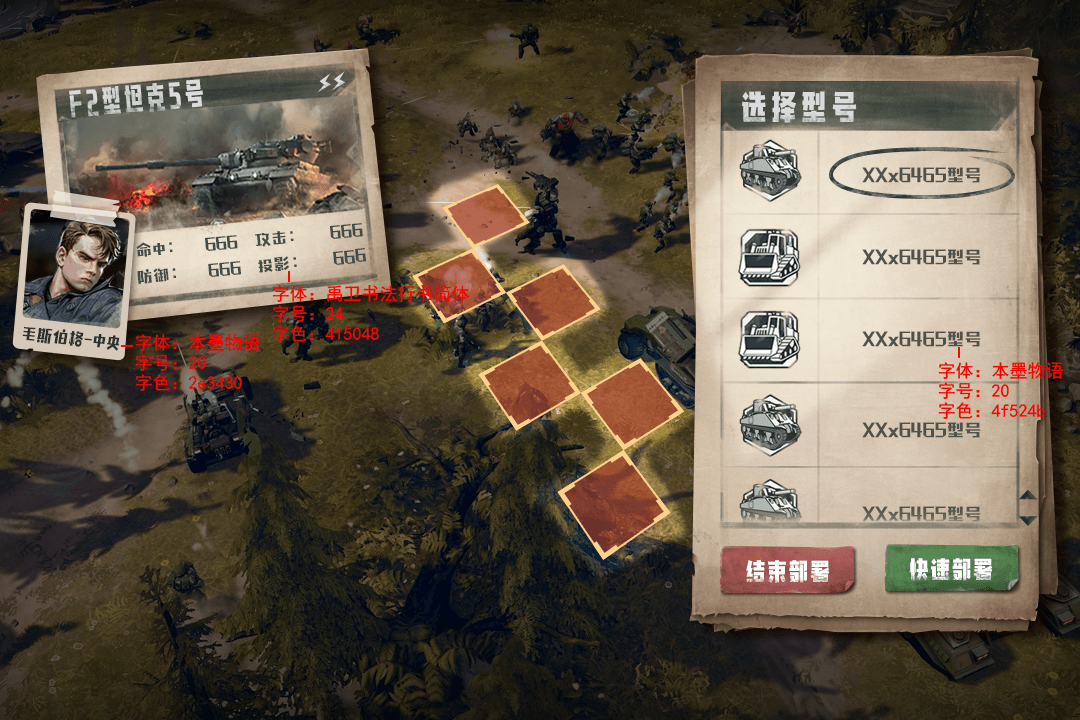 F2型坦克5号
命中： 666 攻击： 666
防御： 666 投影： 666
字体：禹卫书法行书简体
字号：24
字色：415048
毛斯伯格-中央
字体：本墨物语
字号：20
字色：2e3430
选择型号
XXx6465型号
XXx6465型号
XXx6465型号
字体：本墨物语
字号：20
字色：4f524b
XXx6465型号
XXx6465型号
结束部署
快速部署